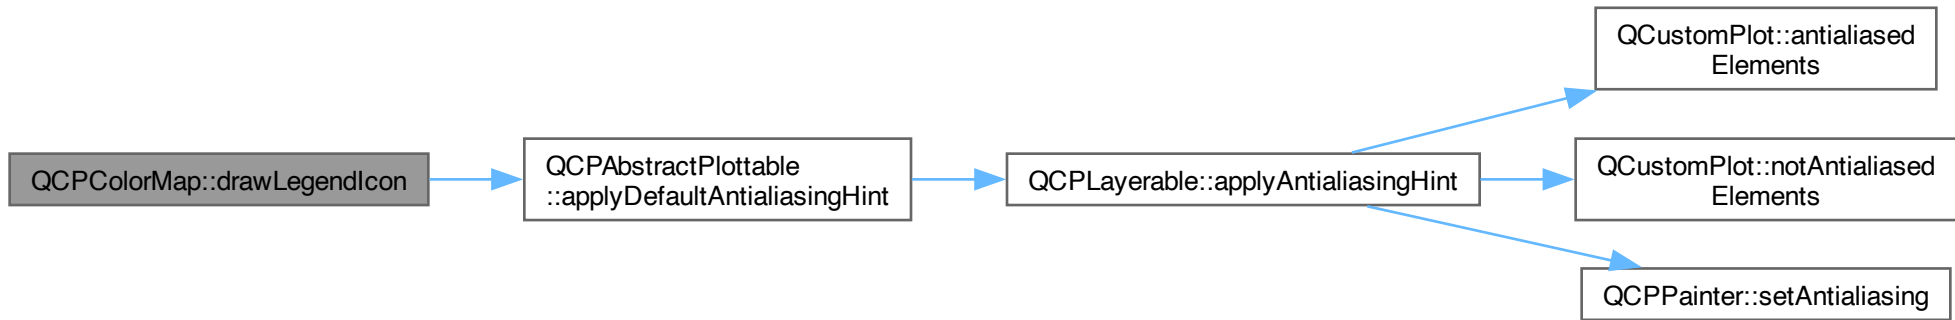 QCPColorMap::drawLegendIcon
QCPAbstractPlottable
::applyDefaultAntialiasingHint
QCPLayerable::applyAntialiasingHint
QCustomPlot::antialiased
Elements
QCustomPlot::notAntialiased
Elements
QCPPainter::setAntialiasing